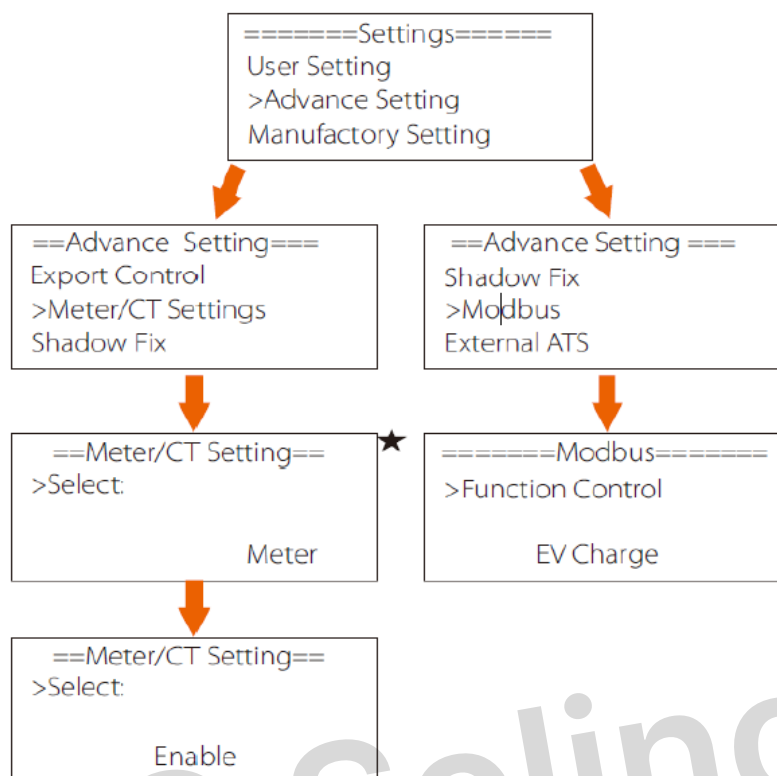 =======Settings======
User Setting
>Advance Setting
Manufactory Setting
==Advance Setting===
Export Control
>Meter/CT Settings
Shadow Fix
==Advance Setting ===
Shadow Fix
>Modbus
External ATS
==Meter/CT Setting==
>Select:
Meter
=======Modbus=======
>Function Control
EV Charge
==Meter/CT Setting==
>Select:
Enable